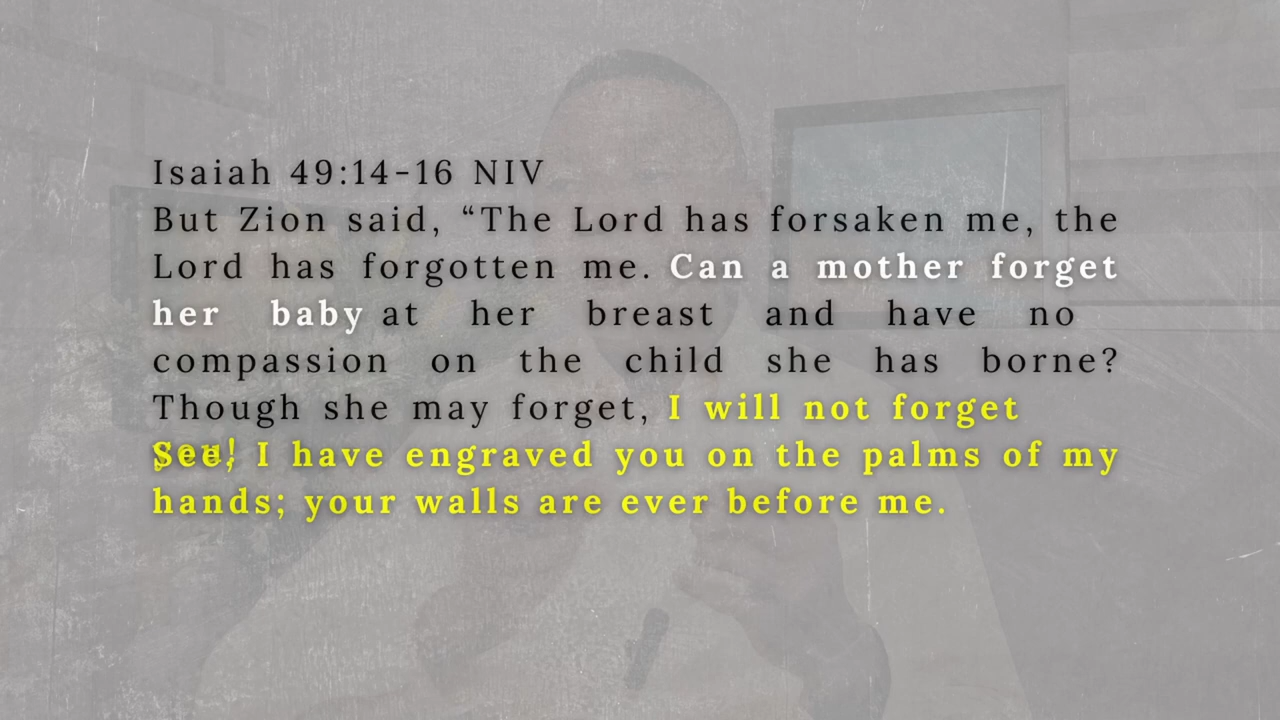 Isaiah 49:14-16 NIV
But Zion said, “The Lord has forsaken me, the
Lord has forgotten me. Can a mother forget
her baby at her breast and have no
compassion on the child she has borne?
Though she may forget, I will not forget
you!
See, I have engraved you on the palms of my
hands; your walls are ever before me.